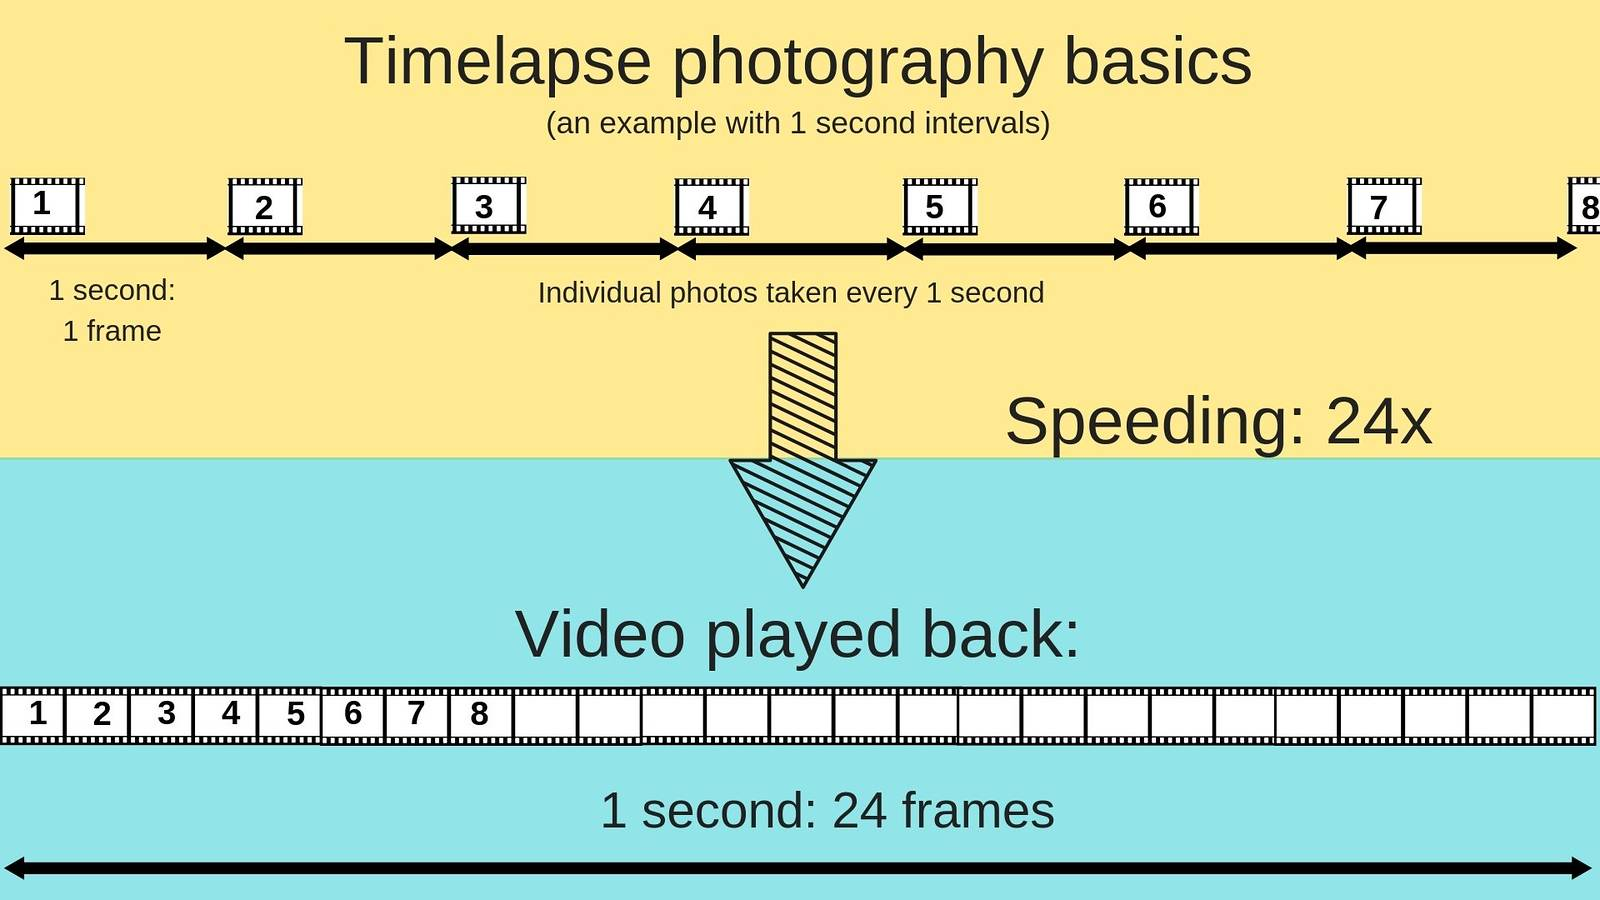 Timelapse photography basics
(an example with 1 second intervals)
1 2 3 4 5 6 7 8
1 second:
1 frame
Individual photos taken every 1 second
Speeding: 24x
Video played back:
1 2 3 4 5 6 7 8
1 second: 24 frames